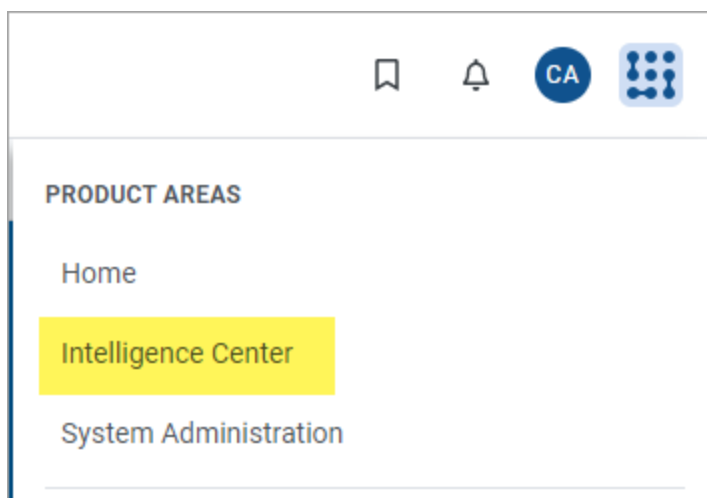 CA
PRODUCT AREAS
Home
Intelligence Center
System Administration